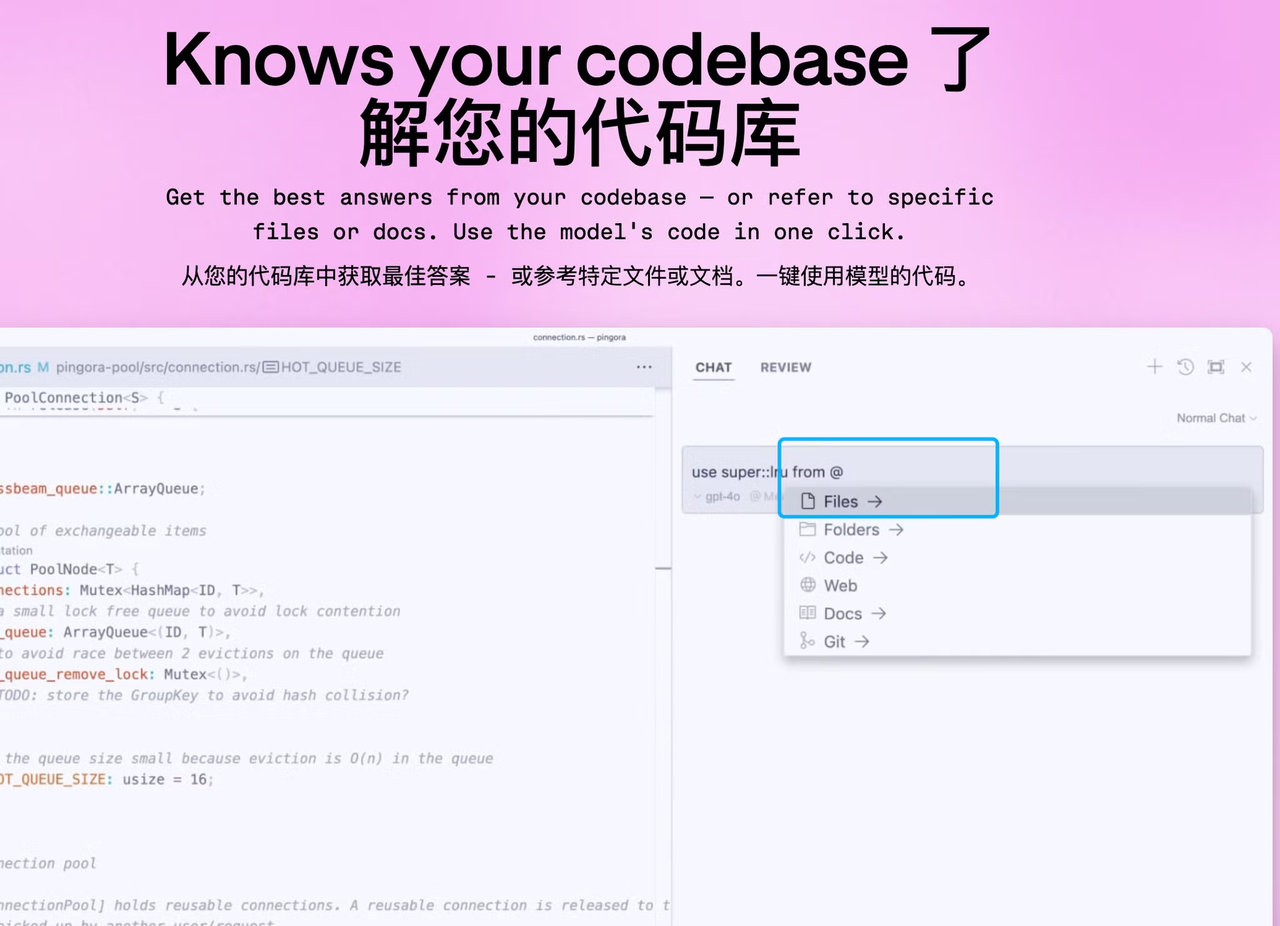 Knows your codebase 了
解您的代码库
Get the best answers from your codebase — or refer to specific
files or docs. Use the model's code in one click.
从您的代码库中获取最佳答案 - 或参考特定文件或文档。一键使用模型的代码。
connection.rs — pingora
on.rs M pingora-pool/src/connection.rs/ HOT_QUEUE_SIZE ···
PoolConnection<S> {
ssbeam_queue::ArrayQueue;
ool of exchangeable items
tation
uct PoolNode<T> {
nections: Mutex<HashMap<ID, T>>,
a small lock free queue to avoid lock contention
_queue: ArrayQueue<(ID, T)>,
to avoid race between 2 evictions on the queue
_queue_remove_lock: Mutex<()>,
TODO: store the GroupKey to avoid hash collision?
the queue size small because eviction is O(n) in the queue
OT_QUEUE_SIZE: usize = 16;
nection pool
nnectionPool] holds reusable connections. A reusable connection is released to t
CHAT REVIEW
Normal Chat
use super::lru from @
gpt-4o @ Me
Files →
Folders →
Code →
Web
Docs →
Git →